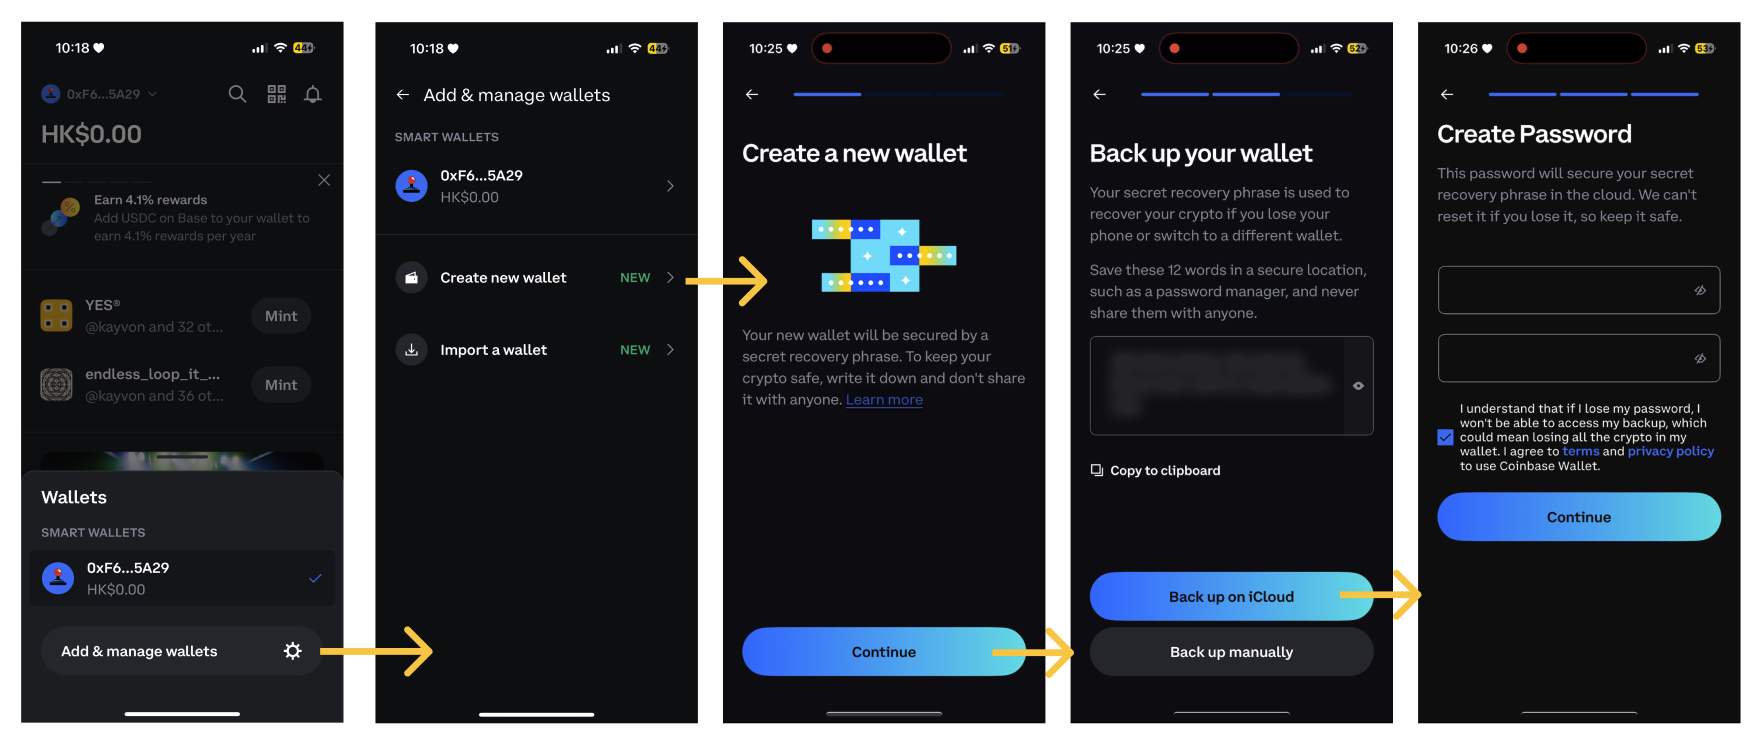 10:18
44
0xF6...5A29
HK$0.00
Earn 4.1% rewards
Add USDC on Base to your wallet to
earn 4.1% rewards per year
YES®
@kayvon and 32 ot...
Mint
endless_loop_it_...
@kayvon and 36 ot...
Mint
Wallets
SMART WALLETS
0xF6...5A29
HK$0.00
Add & manage wallets
10:18
44
Add & manage wallets
SMART WALLETS
0xF6...5A29
HK$0.00
Create new wallet NEW
Import a wallet NEW
10:25
51
Create a new wallet
Your new wallet will be secured by a
secret recovery phrase. To keep your
crypto safe, write it down and don't share
it with anyone. Learn more
Continue
10:25
52
Back up your wallet
Your secret recovery phrase is used to
recover your crypto if you lose your
phone or switch to a different wallet.
Save these 12 words in a secure location,
such as a password manager, and never
share them with anyone.
Copy to clipboard
Back up on iCloud
Back up manually
10:26
53
Create Password
This password will secure your secret
recovery phrase in the cloud. We can't
reset it if you lose it, so keep it safe.
I understand that if I lose my password, I
won't be able to access my backup, which
could mean losing all the crypto in my
wallet. I agree to terms and privacy policy
to use Coinbase Wallet.
Continue